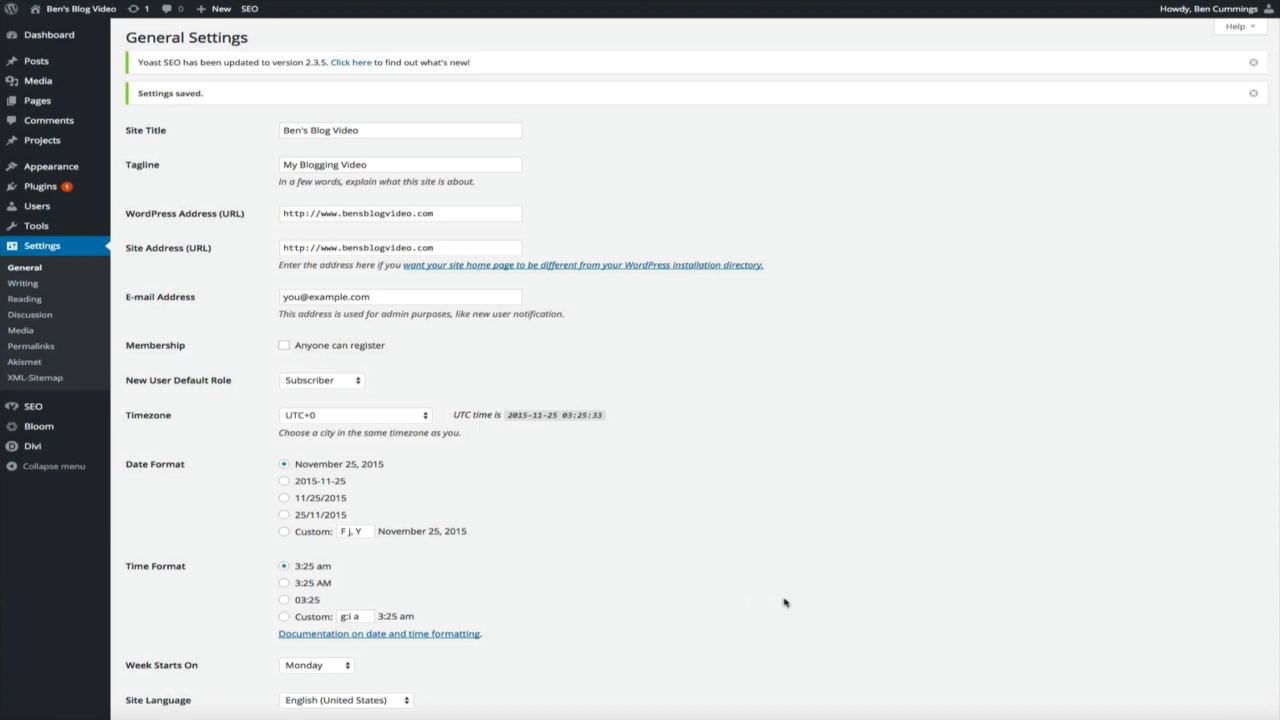 Ben's Blog Video 1 0 New SEO Howdy, Ben Cummings
Help
Dashboard
Posts
Media
Pages
Comments
Projects
Appearance
Plugins 1
Users
Tools
Settings
General
Writing
Reading
Discussion
Media
Permalinks
Akismet
XML-Sitemap
SEO
Bloom
Divi
Collapse menu
General Settings
Yoast SEO has been updated to version 2.3.5. Click here to find out what's new!
Settings saved.
Site Title Ben's Blog Video
Tagline My Blogging Video
In a few words, explain what this site is about.
WordPress Address (URL) http://www.bensblogvideo.com
Site Address (URL) http://www.bensblogvideo.com
Enter the address here if you want your site home page to be different from your WordPress installation directory.
E-mail Address you@example.com
This address is used for admin purposes, like new user notification.
Membership Anyone can register
New User Default Role Subscriber
Timezone UTC+0 UTC time is 2015-11-25 03:25:33
Choose a city in the same timezone as you.
Date Format November 25, 2015
2015-11-25
11/25/2015
25/11/2015
Custom: F j, Y November 25, 2015
Time Format 3:25 am
3:25 AM
03:25
Custom: g:i a 3:25 am
Documentation on date and time formatting.
Week Starts On Monday
Site Language English (United States)